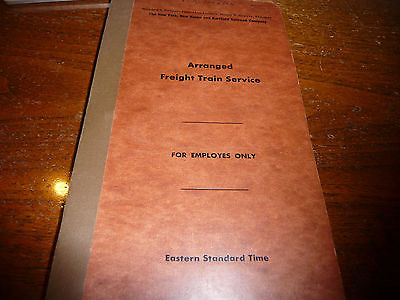 The New York, New Haven and Hartford Railroad Company
Arranged
Freight Train Service
FOR EMPLOYES ONLY
Eastern Standard Time